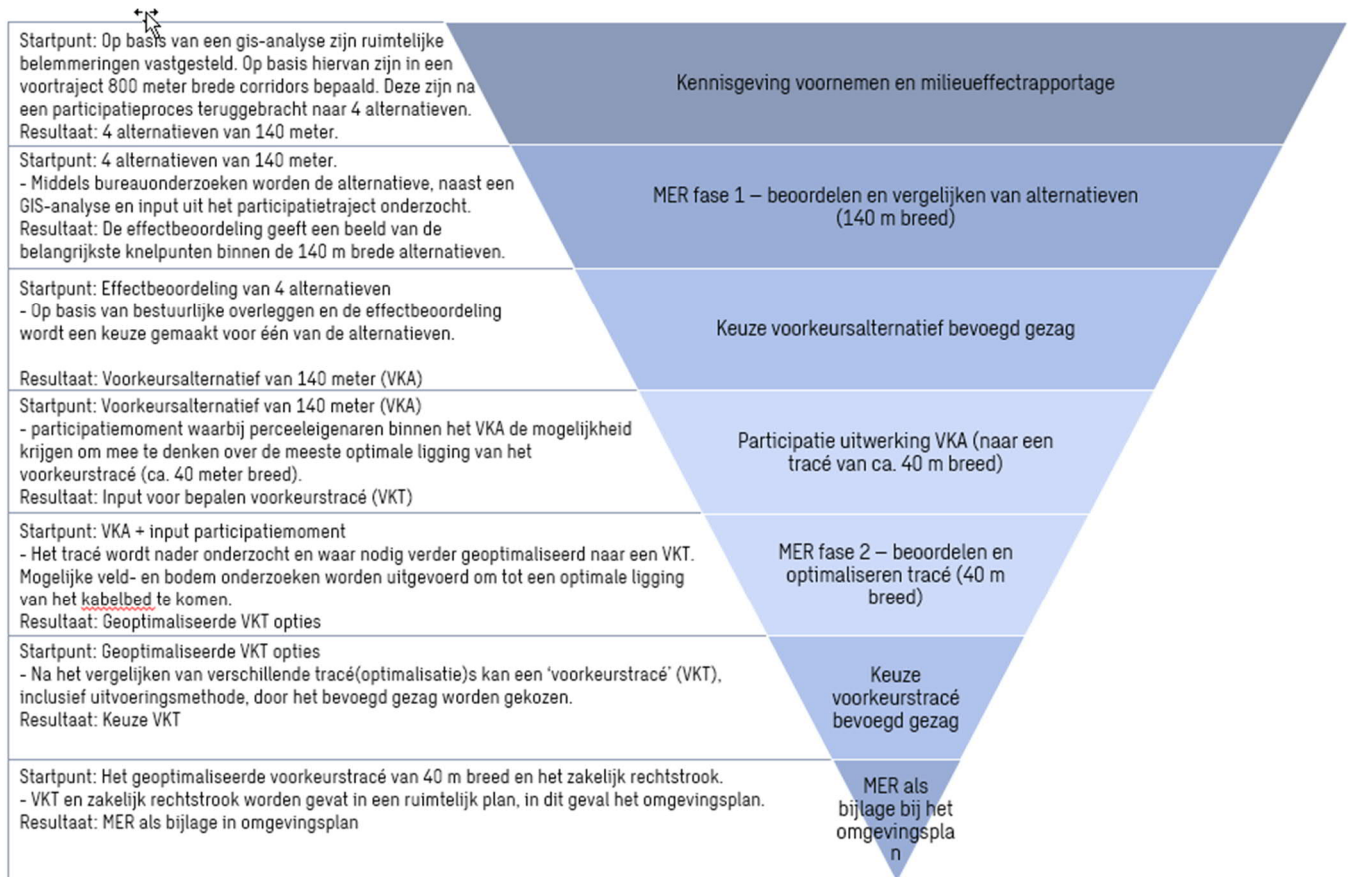 Startpunt: Op basis van een gis-analyse zijn ruimtelijke
belemmeringen vastgesteld. Op basis hiervan zijn in een
voortraject 800 meter brede corridors bepaald. Deze zijn na
een participatieproces teruggebracht naar 4 alternatieven.
Resultaat: 4 alternatieven van 140 meter.
Kennisgeving voornemen en milieueffectrapportage
Startpunt: 4 alternatieven van 140 meter.
- Middels bureauonderzoeken worden de alternatieve, naast een
GIS-analyse en input uit het participatietraject onderzocht.
Resultaat: De effectbeoordeling geeft een beeld van de
belangrijkste knelpunten binnen de 140 m brede alternatieven.
MER fase 1 – beoordelen en vergelijken van alternatieven
(140 m breed)
Startpunt: Effectbeoordeling van 4 alternatieven
- Op basis van bestuurlijke overleggen en de effectbeoordeling
wordt een keuze gemaakt voor één van de alternatieven.
Resultaat: Voorkeursalternatief van 140 meter (VKA)
Keuze voorkeursalternatief bevoegd gezag
Startpunt: Voorkeursalternatief van 140 meter (VKA)
- participatiemoment waarbij perceeleigenaren binnen het VKA de mogelijkheid
krijgen om mee te denken over de meeste optimale ligging van het
voorkeurstracé (ca. 40 meter breed).
Resultaat: Input voor bepalen voorkeurstracé (VKT)
Participatie uitwerking VKA (naar een
tracé van ca. 40 m breed)
Startpunt: VKA + input participatiemoment
- Het tracé wordt nader onderzocht en waar nodig verder geoptimaliseerd naar een VKT.
Mogelijke veld- en bodem onderzoeken worden uitgevoerd om tot een optimale ligging
van het kabelbed te komen.
Resultaat: Geoptimaliseerde VKT opties
MER fase 2 – beoordelen en
optimaliseren tracé (40 m
breed)
Startpunt: Geoptimaliseerde VKT opties
- Na het vergelijken van verschillende tracé(optimalisatie)s kan een ‘voorkeurstracé’ (VKT),
inclusief uitvoeringsmethode, door het bevoegd gezag worden gekozen.
Resultaat: Keuze VKT
Keuze
voorkeurstracé
bevoegd gezag
Startpunt: Het geoptimaliseerde voorkeurstracé van 40 m breed en het zakelijk rechtstrook.
- VKT en zakelijk rechtstrook worden gevat in een ruimtelijk plan, in dit geval het omgevingsplan.
Resultaat: MER als bijlage in omgevingsplan
MER als
bijlage bij het
omgevingspla
n